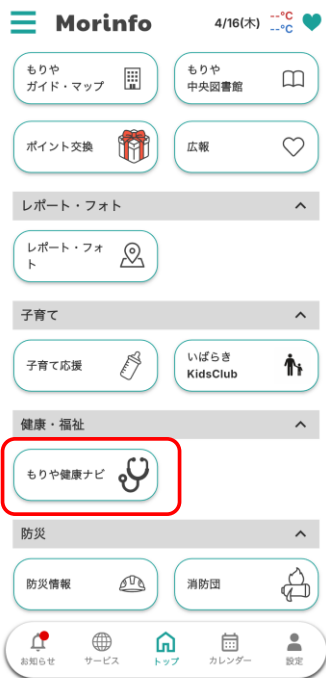 Morinfo
4/16(木)
--°C
--°C
もりや
ガイド・マップ
もりや
中央図書館
ポイント交換
広報
レポート・フォト
レポート・フォ
ト
子育て
子育て応援
いばらき
KidsClub
健康・福祉
もりや健康ナビ
防災
防災情報
消防団
お知らせ
サービス
トップ
カレンダー
設定